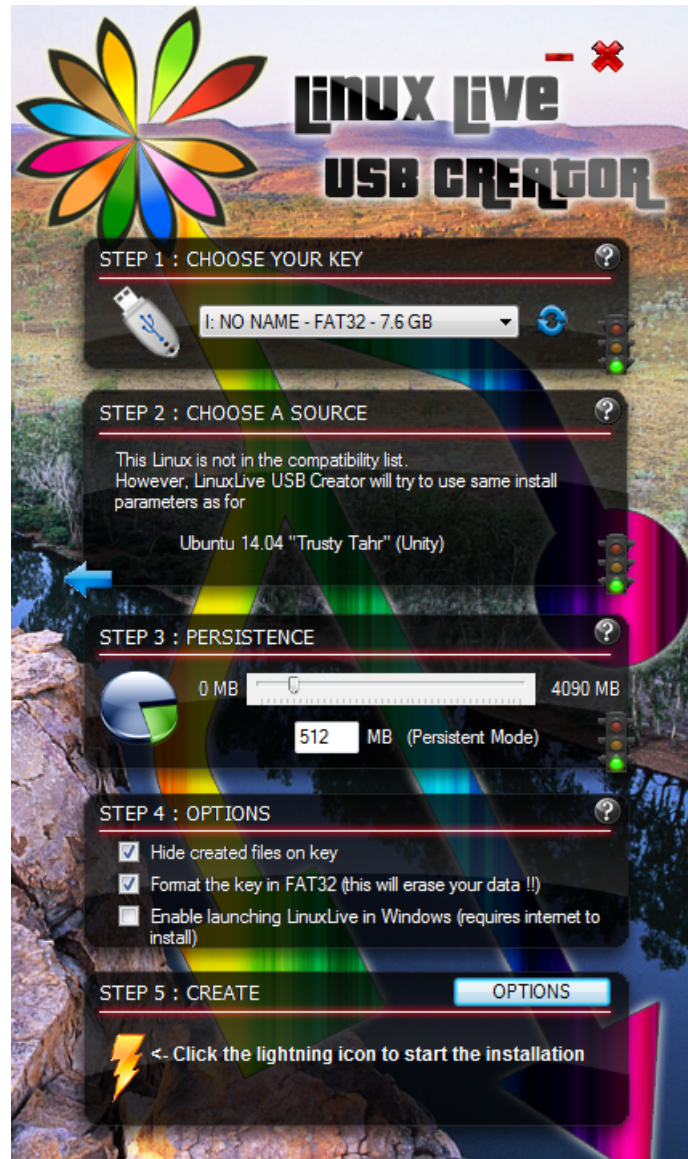 Linux Live
USB CREATOR
STEP 1 : CHOOSE YOUR KEY
?
I: NO NAME - FAT32 - 7.6 GB
STEP 2 : CHOOSE A SOURCE
?
This Linux is not in the compatibility list.
However, LinuxLive USB Creator will try to use same install
parameters as for
Ubuntu 14.04 "Trusty Tahr" (Unity)
STEP 3 : PERSISTENCE
?
0 MB 4090 MB
512 MB (Persistent Mode)
STEP 4 : OPTIONS
?
Hide created files on key
Format the key in FAT32 (this will erase your data !!)
Enable launching LinuxLive in Windows (requires internet to
install)
STEP 5 : CREATE OPTIONS
<- Click the lightning icon to start the installation